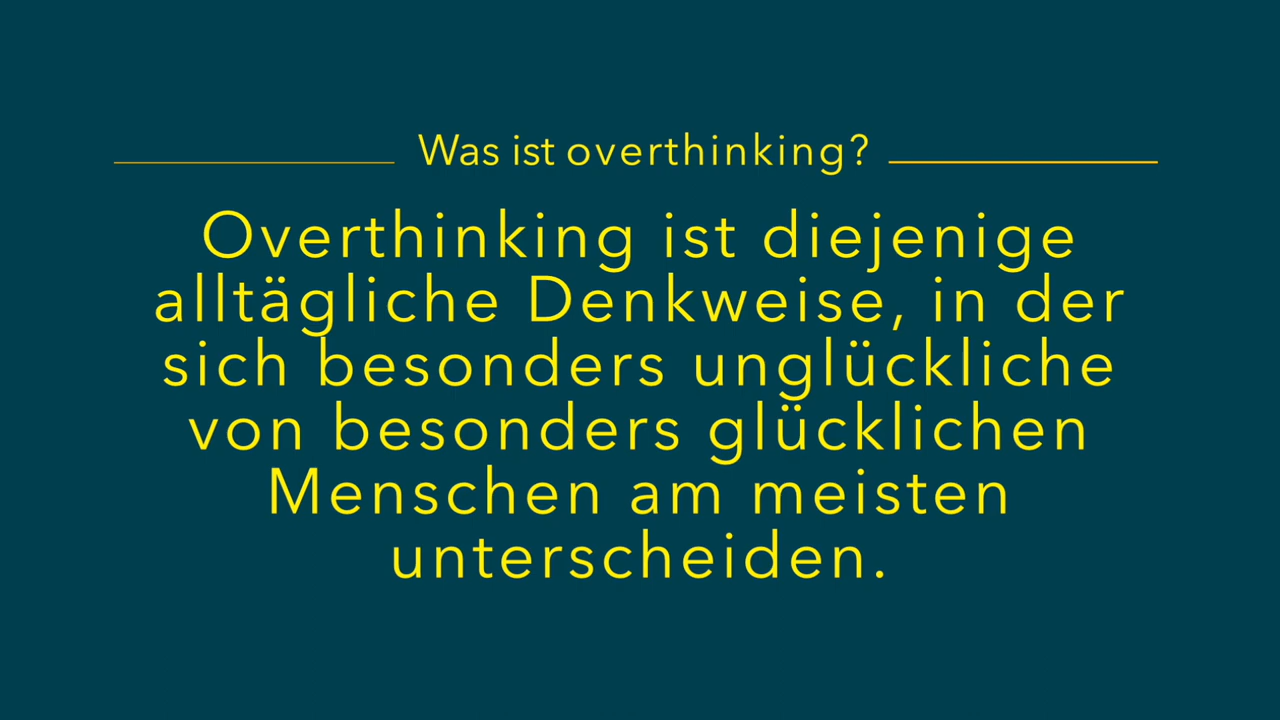 Was ist overthinking?
Overthinking ist diejenige
alltägliche Denkweise, in der
sich besonders unglückliche
von besonders glücklichen
Menschen am meisten
unterscheiden.